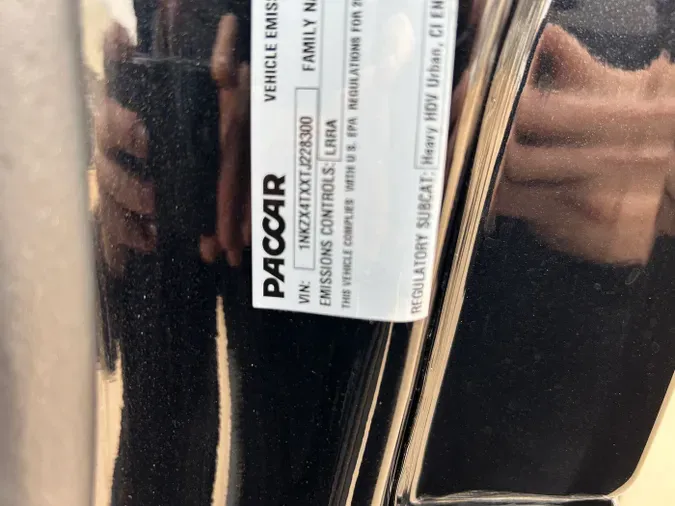 VEHICLE EMIS
PACCAR
FAMILY NA
VIN: 1NKZX4TXXTJ228300
EMISSIONS CONTROLS: LRRA
THIS VEHICLE COMPLIES WITH U.S. EPA REGULATIONS FOR 2
REGULATORY SUBCAT: Heavy HDV Urban, CI EN